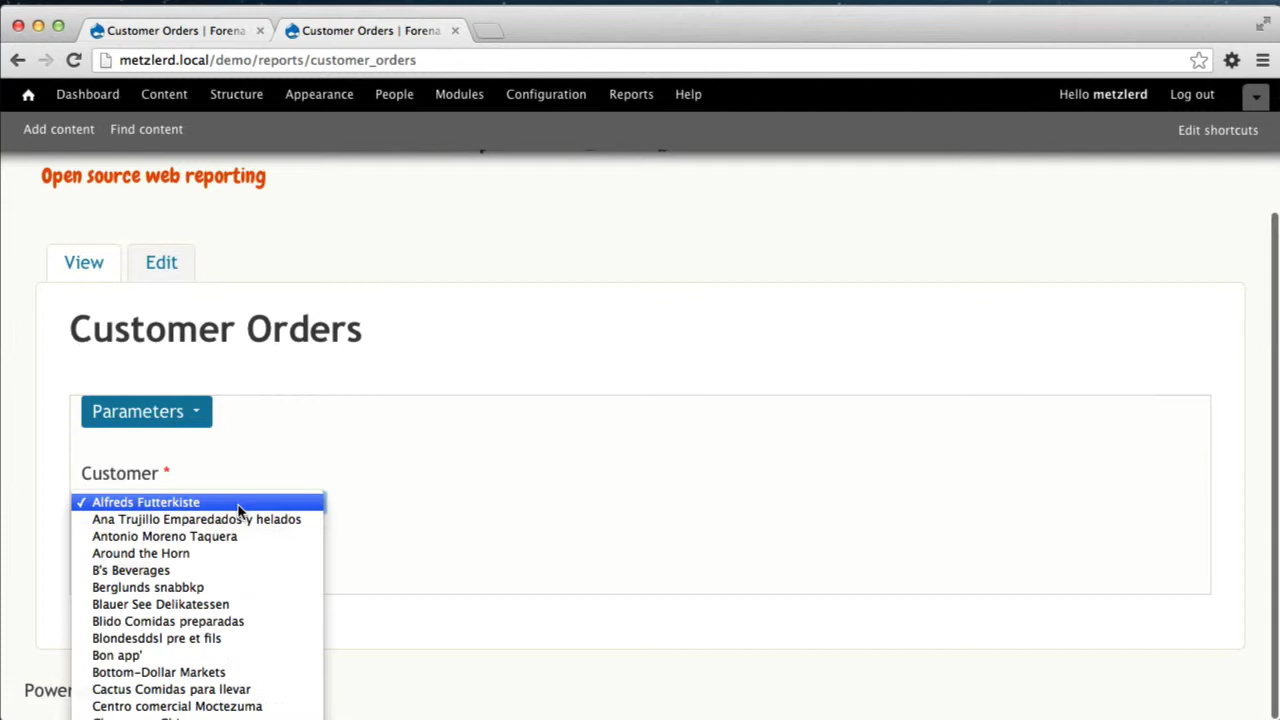 Customer Orders | Forena
Customer Orders | Forena
metzlerd.local/demo/reports/customer_orders
Dashboard Content Structure Appearance People Modules Configuration Reports Help Hello metzlerd Log out
Add content Find content Edit shortcuts
Open source web reporting
View Edit
Customer Orders
Parameters
Customer *
✓ Alfreds Futterkiste
Ana Trujillo Emparedados y helados
Antonio Moreno Taquera
Around the Horn
B's Beverages
Berglunds snabbkp
Blauer See Delikatessen
Blido Comidas preparadas
Blondesddsl pre et fils
Bon app'
Bottom-Dollar Markets
Cactus Comidas para llevar
Power
Centro comercial Moctezuma